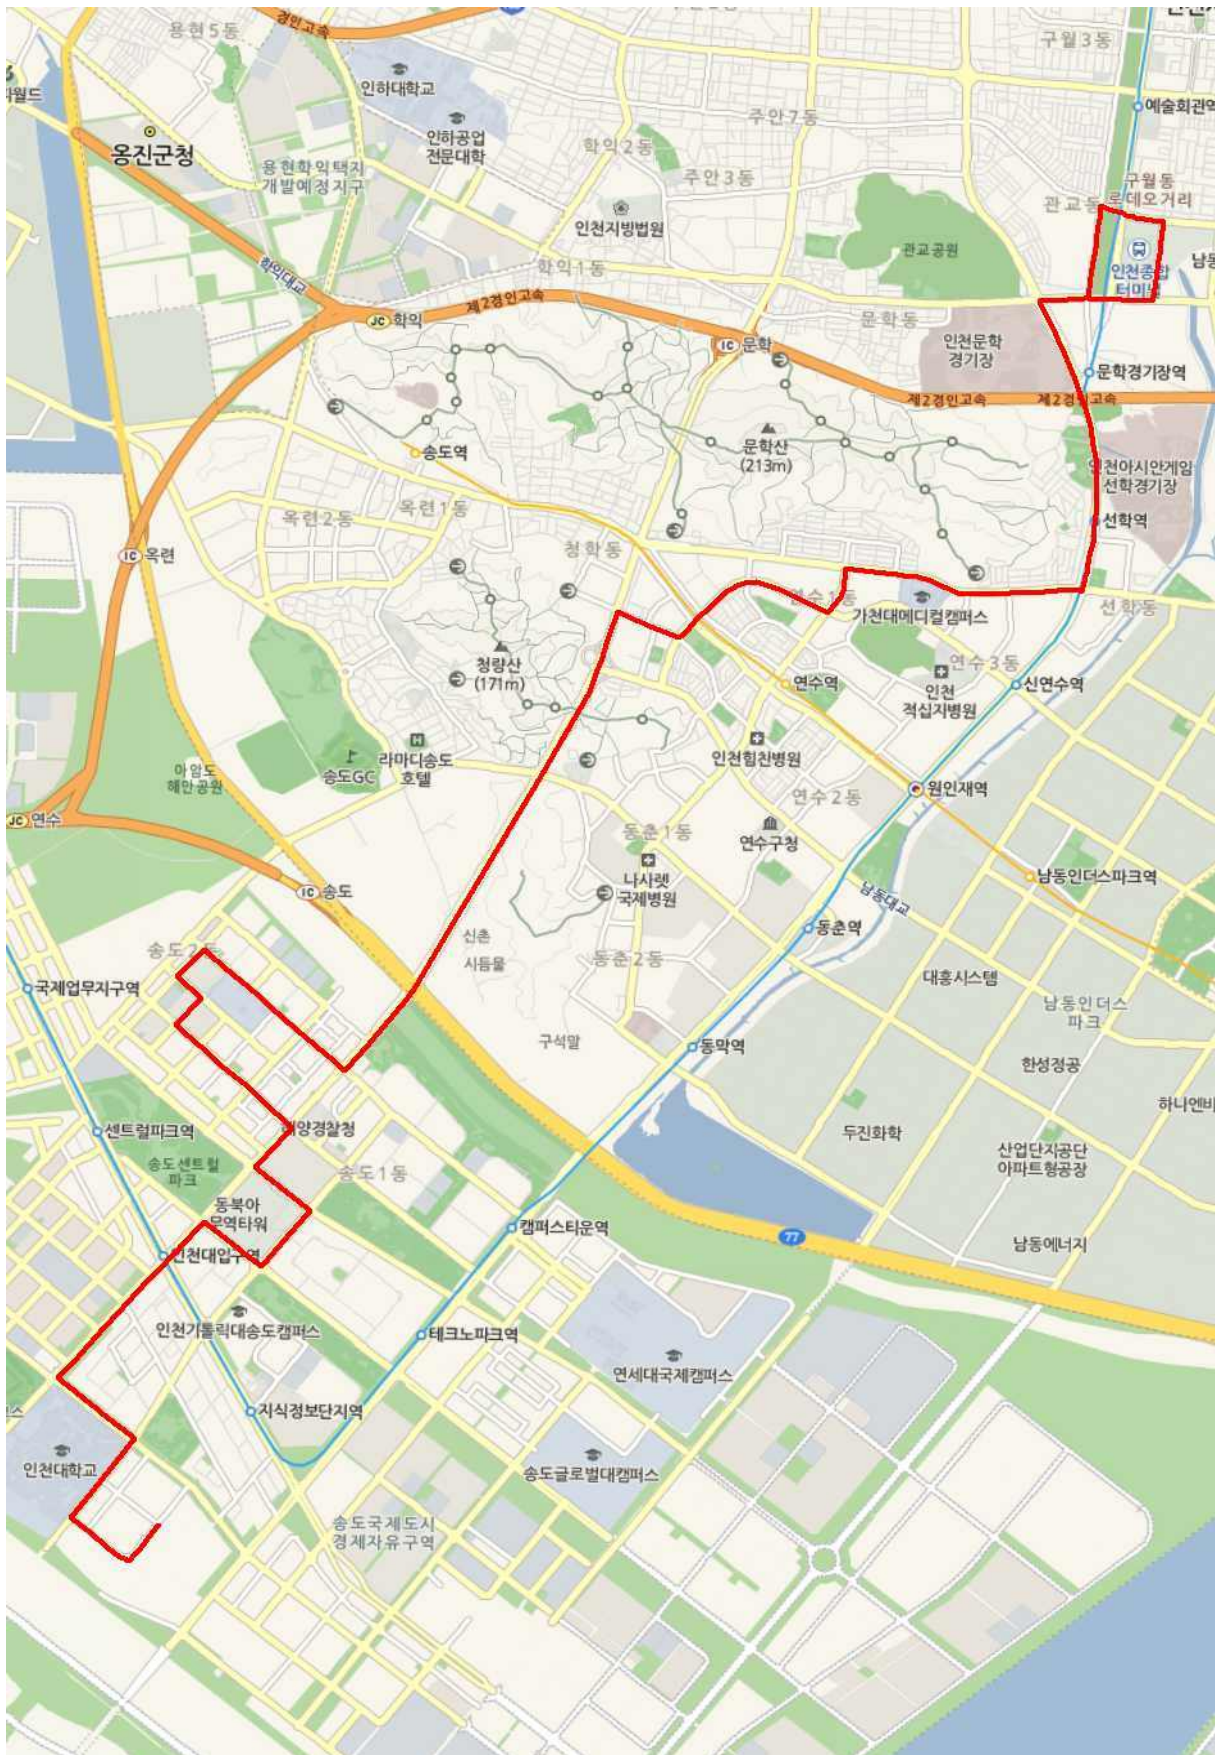 경인고속
용현5동
인하대학교
구월3동
월드
예술회관역
옹진군청
인하공업
전문대학
주안7동
학익2동
용현학익택지
개발예정지구
주안3동
구월동
로데오거리
관교동
인천지방법원
관교공원
학익대교
학익1동
인천종합
터미널
제2경인고속
JC 학익
문학동
IC 문학
인천문학
경기장
문학경기장역
제2경인고속
제2경인고속
송도역
문학산
(213m)
인천아시안게임
선학경기장
옥련2동
옥련1동
선학역
청학동
IC 옥련
연수1동
가천대메디컬캠퍼스
선학동
청량산
(171m)
연수역
연수3동
인천
적십자병원
신연수역
H
라마다송도
호텔
송도GC
인천힘찬병원
아암도
해안공원
연수2동
원인재역
JC 연수
동춘1동
연수구청
나사렛
국제병원
남동인더스파크역
IC 송도
남동대교
동춘역
신촌
시듬물
송도2동
동춘2동
대흥시스템
국제업무지구역
남동인더스
파크
구석말
동막역
한성정공
하나엔비
해양경찰청
센트럴파크역
두진화학
송도센트럴
파크
송도1동
산업단지공단
아파트형공장
동북아
무역타워
캠퍼스타운역
77
남동에너지
인천대입구역
인천가톨릭대송도캠퍼스
테크노파크역
연세대국제캠퍼스
지식정보단지역
스
인천대학교
송도글로벌대캠퍼스
송도국제도시
경제자유구역